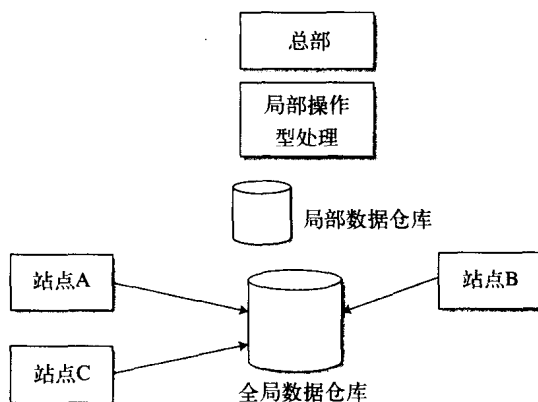 总部
局部操作
型处理
局部数据仓库
站点A
站点B
站点C
全局数据仓库